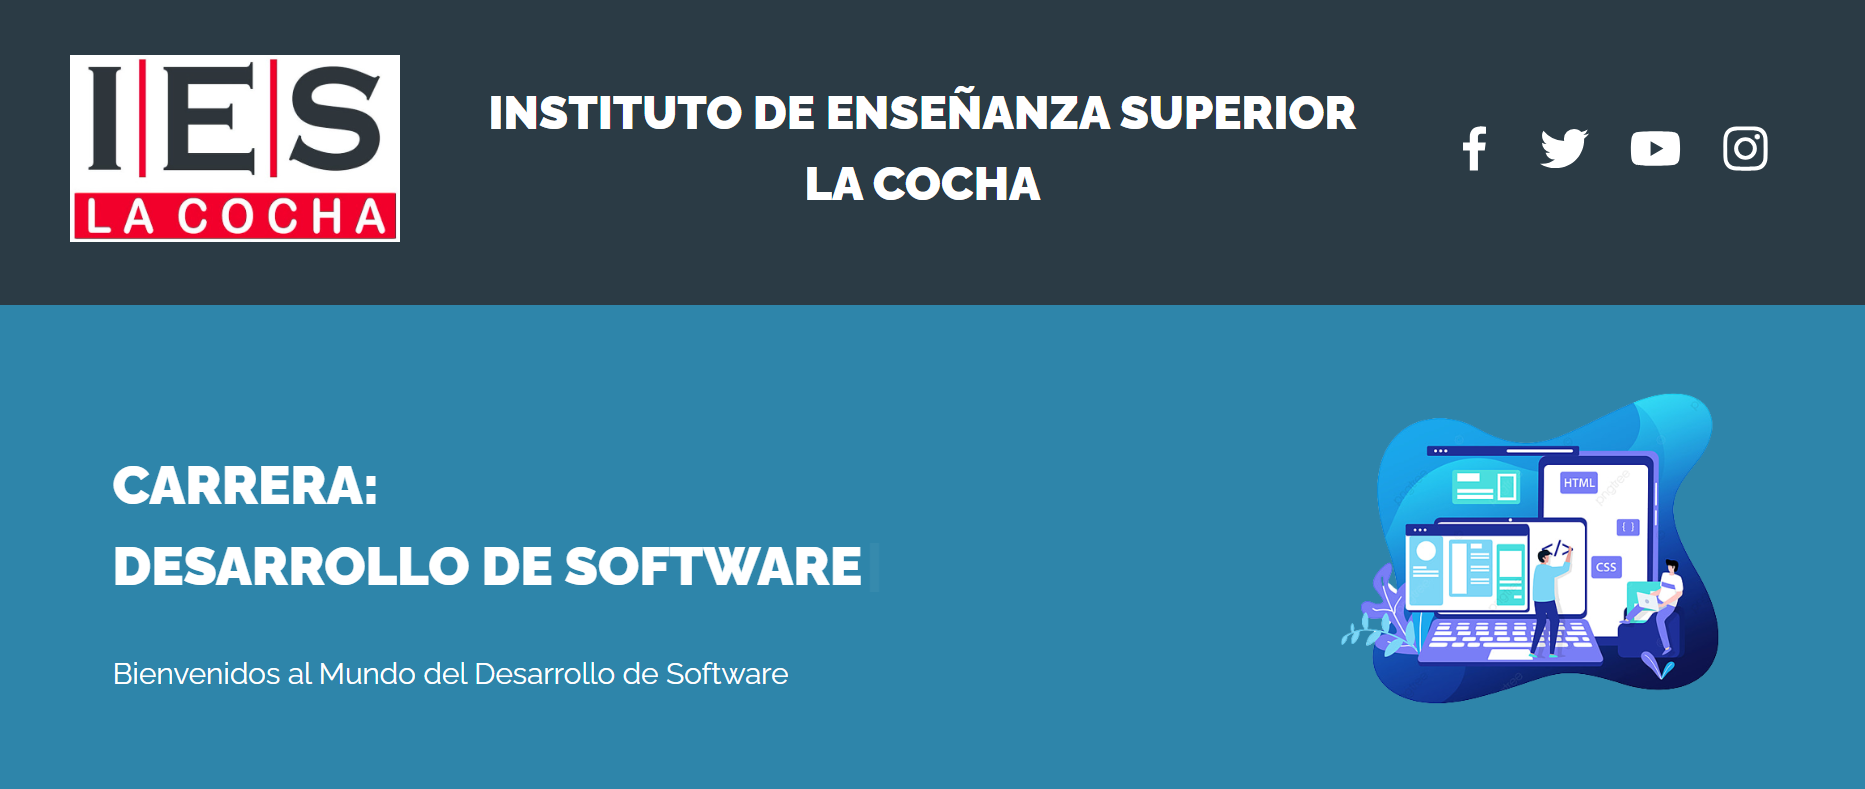 I|E|S
LA COCHA
INSTITUTO DE ENSEÑANZA SUPERIOR
LA COCHA
CARRERA:
DESARROLLO DE SOFTWARE
Bienvenidos al Mundo del Desarrollo de Software
HTML
{ }
</>
CSS
pngtree